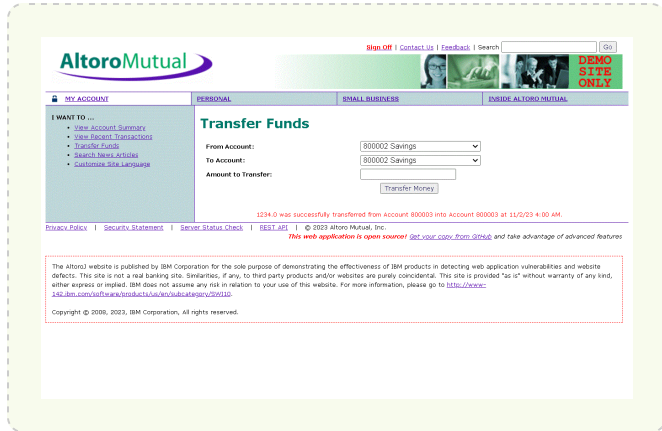 Sign Off | Contact Us | Feedback | Search Go
AltoroMutual
DEMO
SITE
ONLY
MY ACCOUNT PERSONAL SMALL BUSINESS INSIDE ALTORO MUTUAL
I WANT TO ...
• View Account Summary
• View Recent Transactions
• Transfer Funds
• Search News Articles
• Customize Site Language
Transfer Funds
From Account: 800002 Savings
To Account: 800002 Savings
Amount to Transfer:
Transfer Money
1234.0 was successfully transferred from Account 800003 into Account 800003 at 11/2/23 4:00 AM.
Privacy Policy | Security Statement | Server Status Check | REST API | © 2023 Altoro Mutual, Inc.
This web application is open source! Get your copy from GitHub and take advantage of advanced features
The AltoroJ website is published by IBM Corporation for the sole purpose of demonstrating the effectiveness of IBM products in detecting web application vulnerabilities and website
defects. This site is not a real banking site. Similarities, if any, to third party products and/or websites are purely coincidental. This site is provided "as is" without warranty of any kind,
either express or implied. IBM does not assume any risk in relation to your use of this website. For more information, please go to http://www-
142.ibm.com/software/products/us/en/subcategory/SWI10.
Copyright © 2008, 2023, IBM Corporation, All rights reserved.